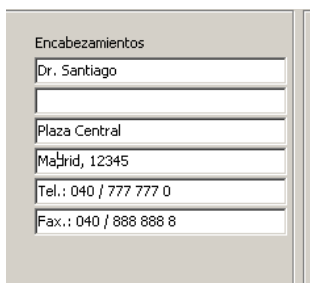 Encabezamientos
Dr. Santiago
Plaza Central
Madrid, 12345
Tel.: 040 / 777 777 0
Fax.: 040 / 888 888 8